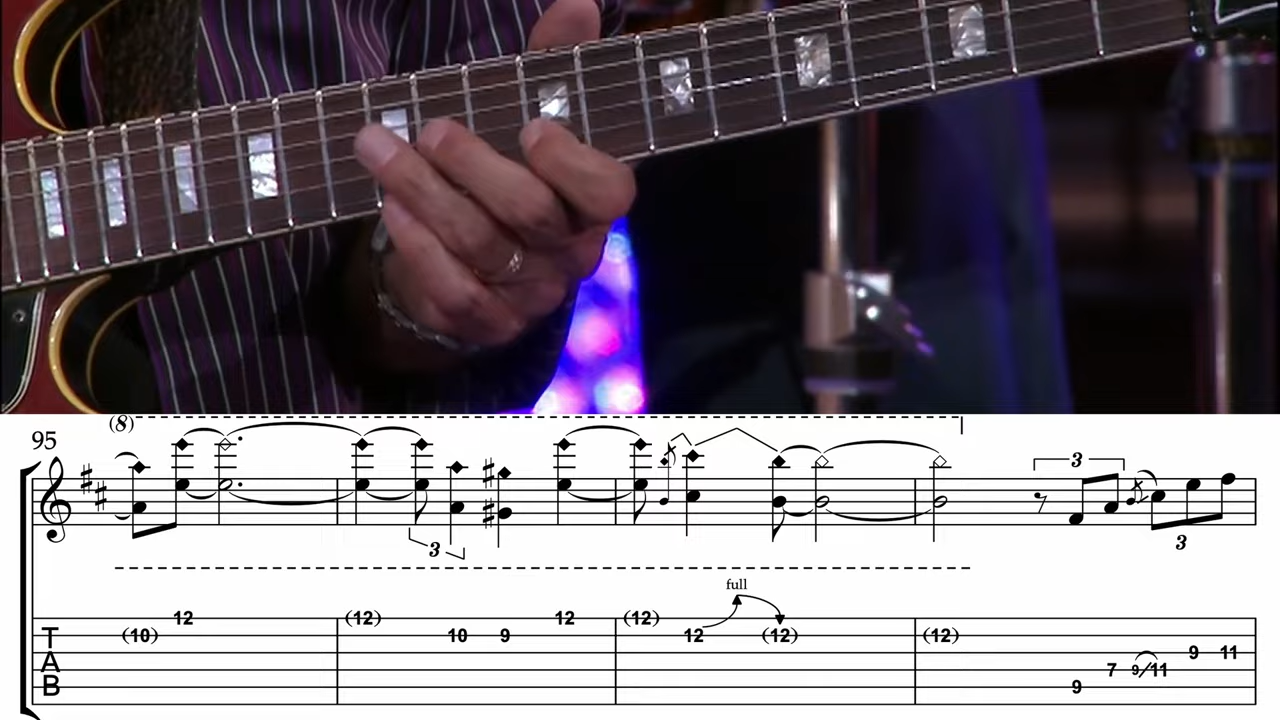 (8)
95
3
3
3
full
12 (12) 12 (12)
(10) 10 9 12 (12) (12)
T 9 11
A 7 9/11
B 9